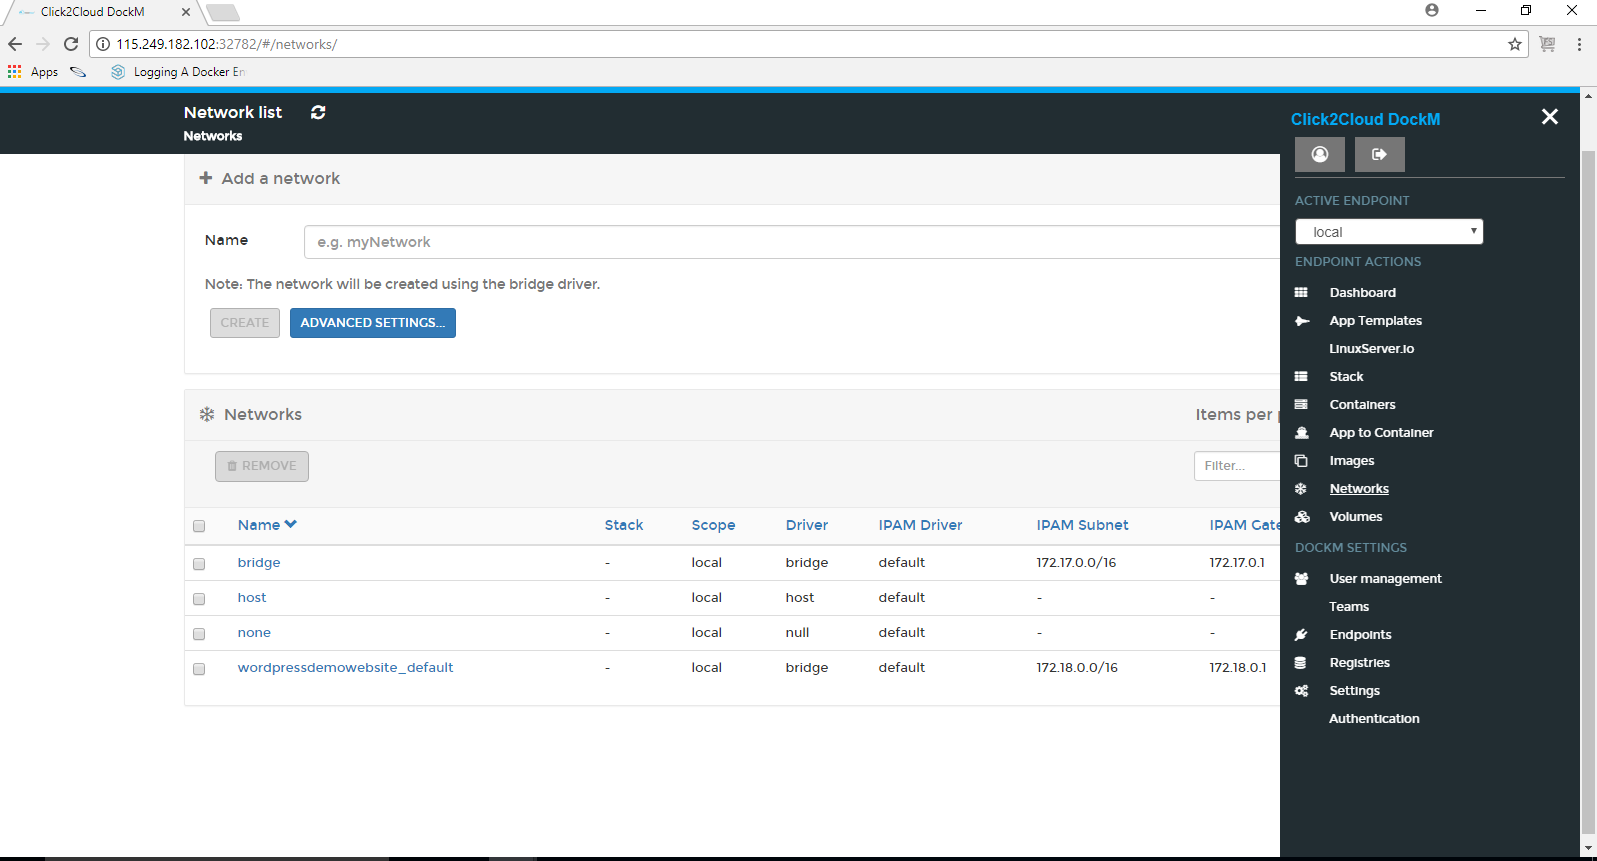 Click2Cloud DockM
115.249.182.102:32782/#/networks/
Apps
Logging A Docker En
Network list
Networks
Add a network
Name
e.g. myNetwork
Note: The network will be created using the bridge driver.
CREATE
ADVANCED SETTINGS...
Networks
Items per
REMOVE
Filter...
Name Stack Scope Driver IPAM Driver IPAM Subnet IPAM Gate
bridge - local bridge default 172.17.0.0/16 172.17.0.1
host - local host default - -
none - local null default - -
wordpressdemowebsite_default - local bridge default 172.18.0.0/16 172.18.0.1
Click2Cloud DockM
ACTIVE ENDPOINT
local
ENDPOINT ACTIONS
Dashboard
App Templates
LinuxServer.io
Stack
Containers
App to Container
Images
Networks
Volumes
DOCKM SETTINGS
User management
Teams
Endpoints
Registries
Settings
Authentication